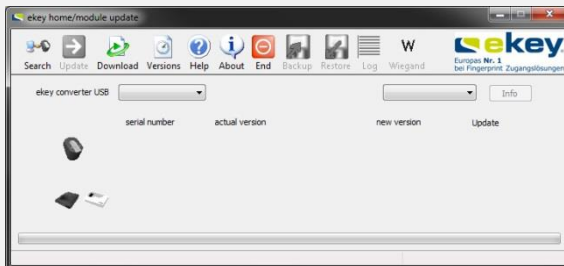 ekey home/module update
Search Update Download Versions Help About End Backup Restore Log Wiegand
W
ekey
Europas Nr. 1
bei Fingerprint Zugangslösungen
ekey converter USB
Info
serial number actual version new version Update